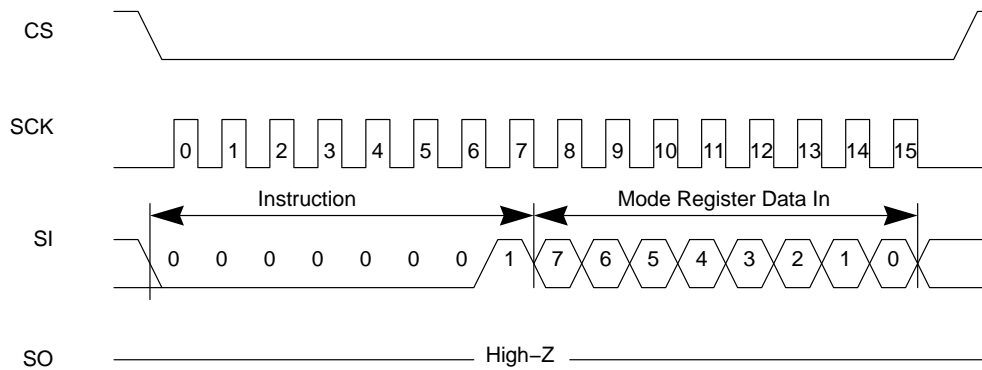 CS
SCK
0 1 2 3 4 5 6 7 8 9 10 11 12 13 14 15
Instruction Mode Register Data In
SI
0 0 0 0 0 0 0 1 7 6 5 4 3 2 1 0
SO High−Z